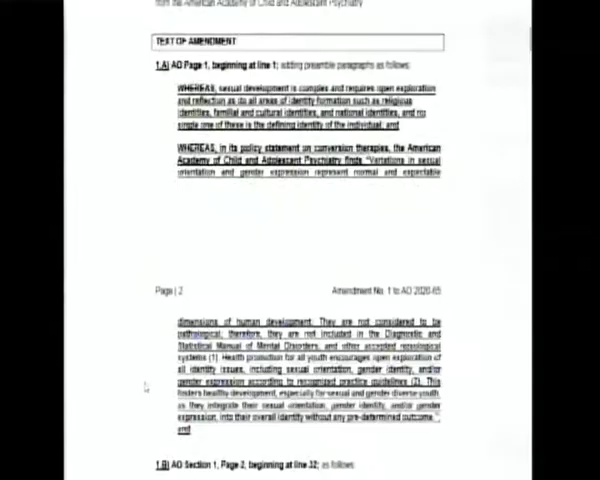 from the American Academy of Child and Adolescent Psychiatry
TEXT OF AMENDMENT
1.A) AO Page 1, beginning at line 1; adding preamble paragraphs as follows:
WHEREAS, sexual development is complex and requires open exploration
and reflection as do all areas of identity formation such as religious
identities, familial and cultural identities, and national identities, and no
single one of these is the defining identity of the individual; and
WHEREAS, in its policy statement on conversion therapies, the American
Academy of Child and Adolescent Psychiatry finds "Variations in sexual
orientation and gender expression represent normal and expectable
Page | 2
Amendment No. 1 to AO 2020-65
dimensions of human development. They are not considered to be
pathological; therefore, they are not included in the Diagnostic and
Statistical Manual of Mental Disorders, and other accepted nosological
systems (1). Health promotion for all youth encourages open exploration of
all identity issues, including sexual orientation, gender identity, and/or
gender expression according to recognized practice guidelines (2). This
fosters healthy development, especially for sexual and gender diverse youth,
as they integrate their sexual orientation, gender identity, and/or gender
expression, into their overall identity without any pre-determined outcome.";
and
1.B) AO Section 1, Page 2, beginning at line 32; as follows: